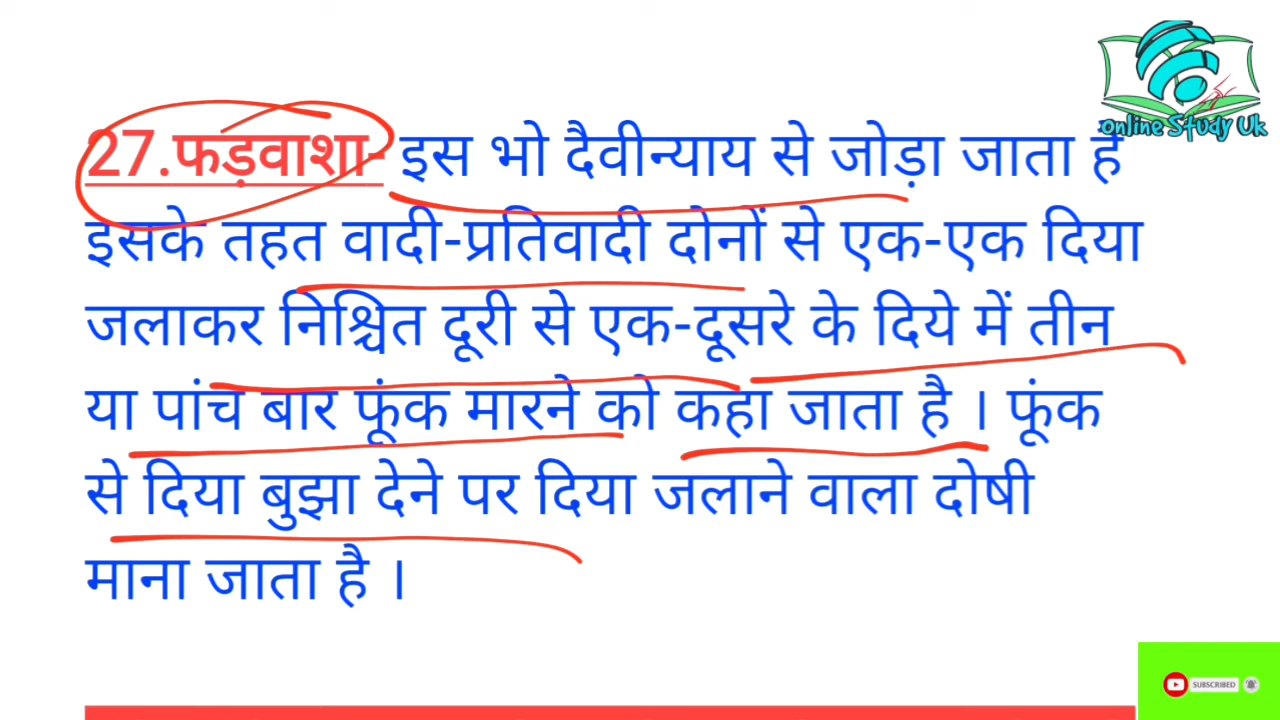 Online Study Uk
27.फड़वाशा- इस भो दैवीन्याय से जोड़ा जाता है
इसके तहत वादी-प्रतिवादी दोनों से एक-एक दिया
जलाकर निश्चित दूरी से एक-दूसरे के दिये में तीन
या पांच बार फूंक मारने को कहा जाता है । फूंक
से दिया बुझा देने पर दिया जलाने वाला दोषी
माना जाता है ।
SUBSCRIBED